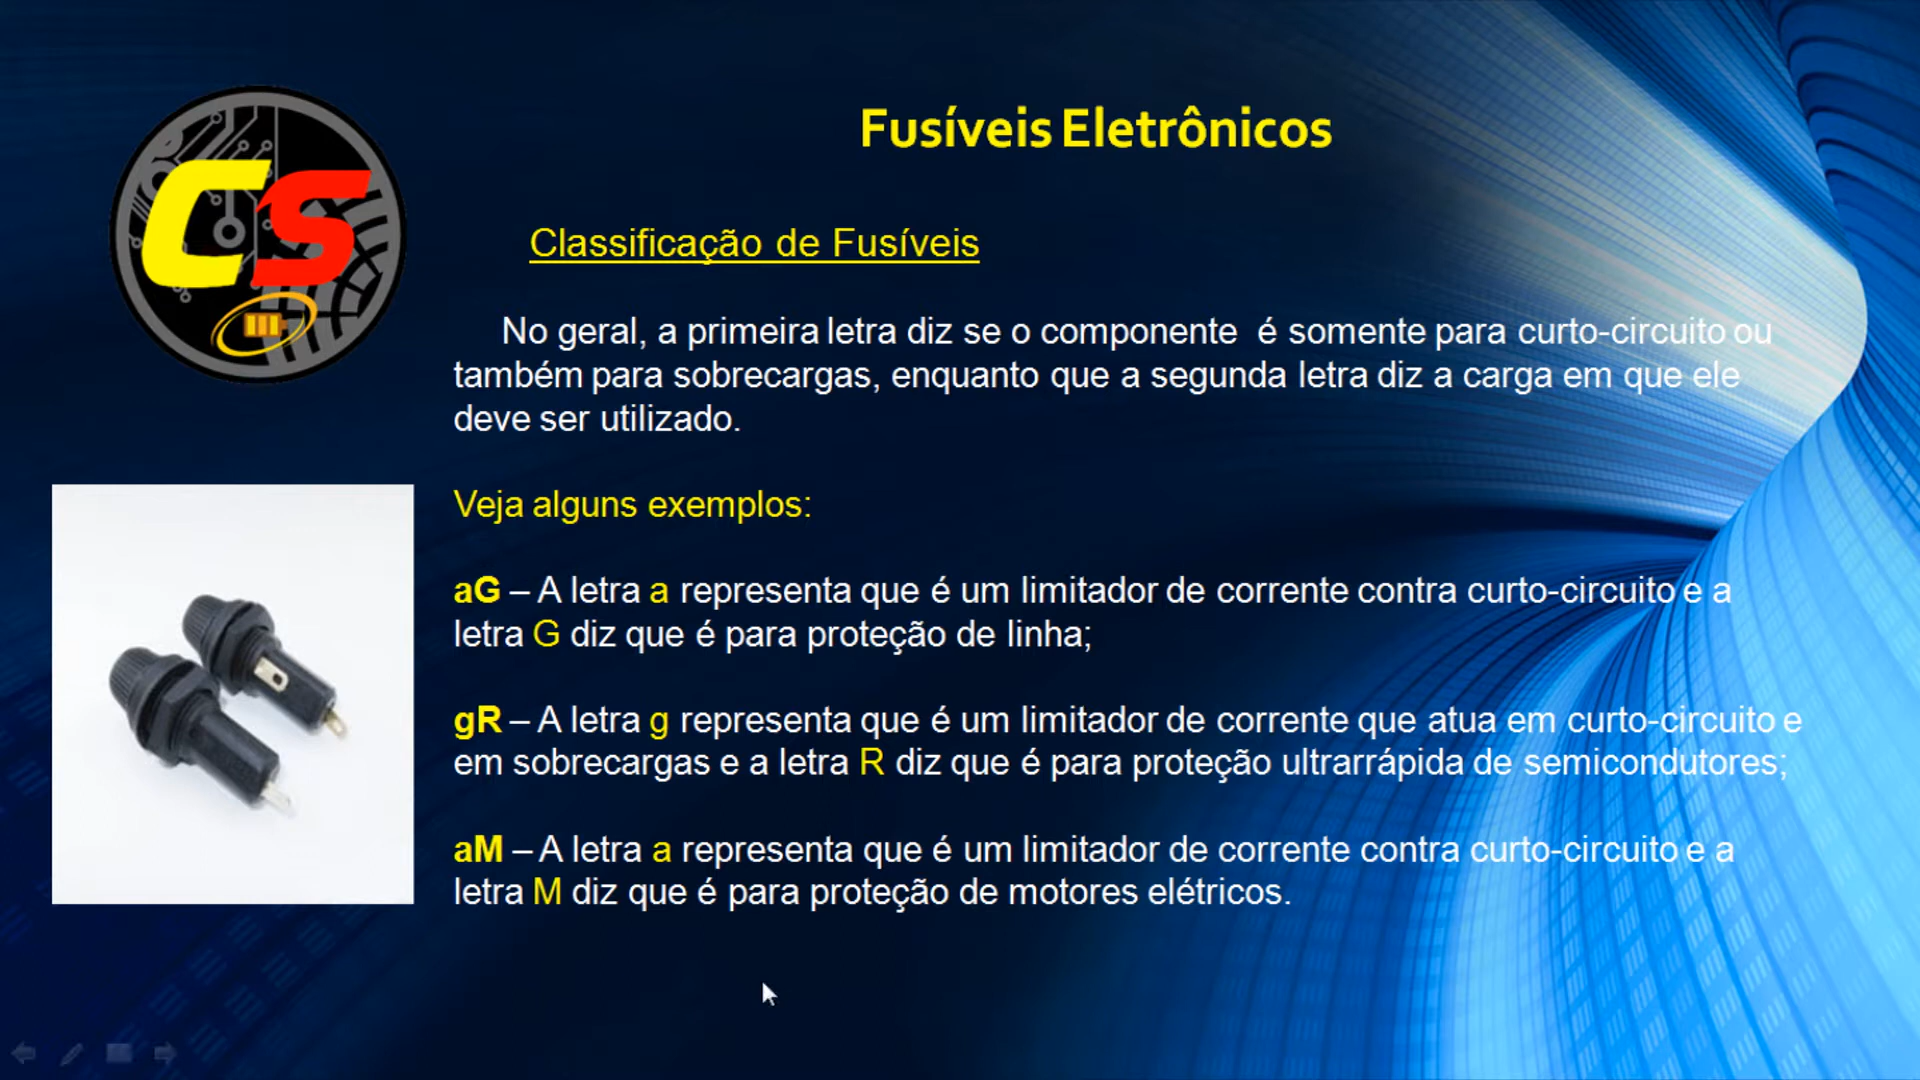 CS
Fusíveis Eletrônicos
Classificação de Fusíveis
No geral, a primeira letra diz se o componente é somente para curto-circuito ou
também para sobrecargas, enquanto que a segunda letra diz a carga em que ele
deve ser utilizado.
Veja alguns exemplos:
aG – A letra a representa que é um limitador de corrente contra curto-circuito e a
letra G diz que é para proteção de linha;
gR – A letra g representa que é um limitador de corrente que atua em curto-circuito e
em sobrecargas e a letra R diz que é para proteção ultrarrápida de semicondutores;
aM – A letra a representa que é um limitador de corrente contra curto-circuito e a
letra M diz que é para proteção de motores elétricos.